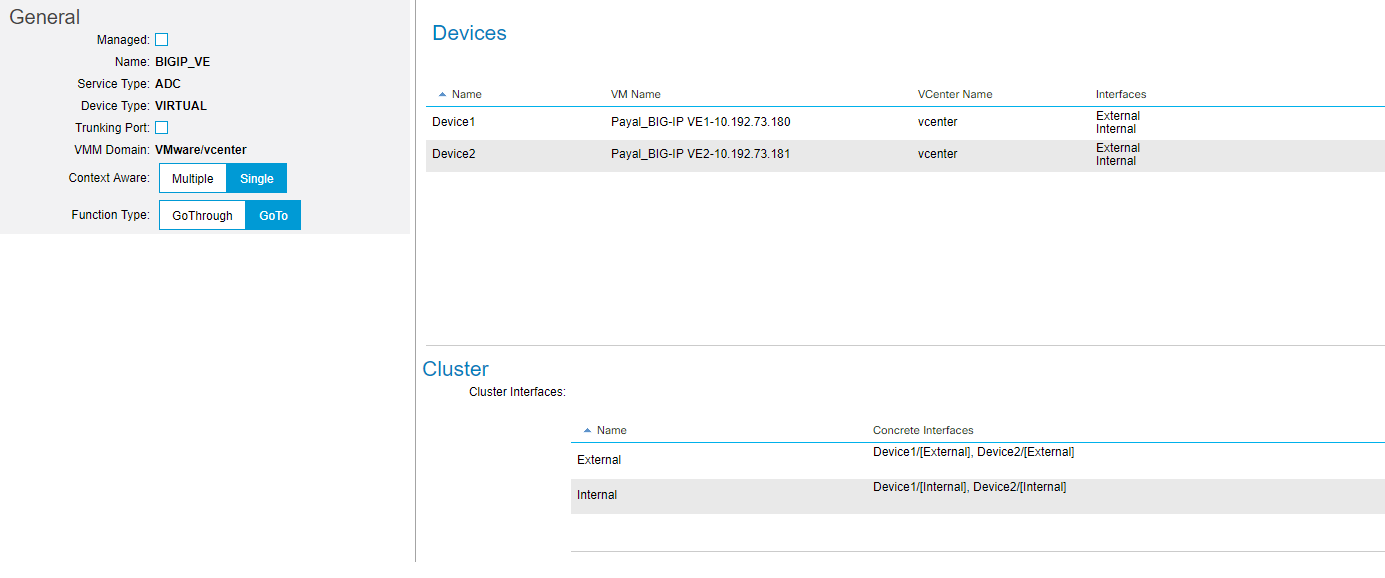 General
Managed:
Name: BIGIP_VE
Service Type: ADC
Device Type: VIRTUAL
Trunking Port:
VMM Domain: VMware/vcenter
Context Aware: Multiple Single
Function Type: GoThrough GoTo
Devices
Name VM Name VCenter Name Interfaces
Device1 Payal_BIG-IP VE1-10.192.73.180 vcenter External
Internal
Device2 Payal_BIG-IP VE2-10.192.73.181 vcenter External
Internal
Cluster
Cluster Interfaces:
Name Concrete Interfaces
External Device1/[External], Device2/[External]
Internal Device1/[Internal], Device2/[Internal]